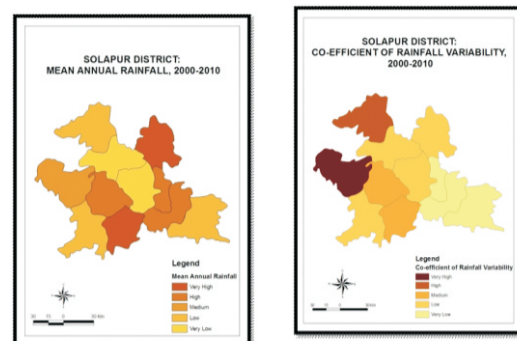 SOLAPUR DISTRICT:
MEAN ANNUAL RAINFALL, 2000-2010
Legend
Mean Annual Rainfall
Very High
High
Medium
Low
Very Low
SOLAPUR DISTRICT:
CO-EFFICIENT OF RAINFALL VARIABILITY,
2000-2010
Legend
Co-efficient of Rainfall Variability
Very High
High
Medium
Low
Very Low